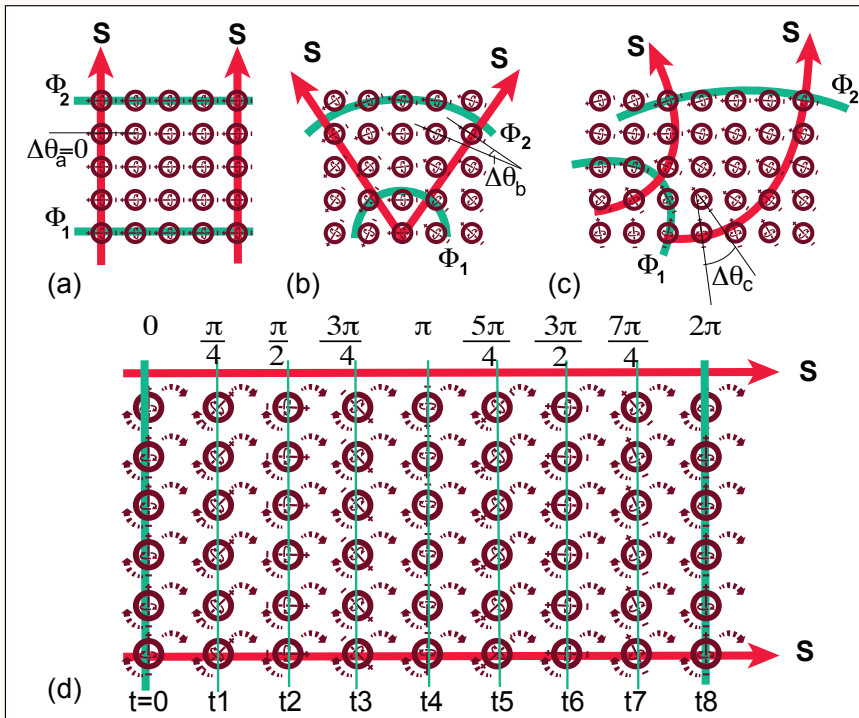 S S
Φ2
Δθa=0
Φ1
(a)
S S
Φ2
Δθb
Φ1
(b)
S S
Φ2
Φ1
Δθc
(c)
0 π/4 π/2 3π/4 π 5π/4 3π/2 7π/4 2π
S
S
(d)
t=0 t1 t2 t3 t4 t5 t6 t7 t8